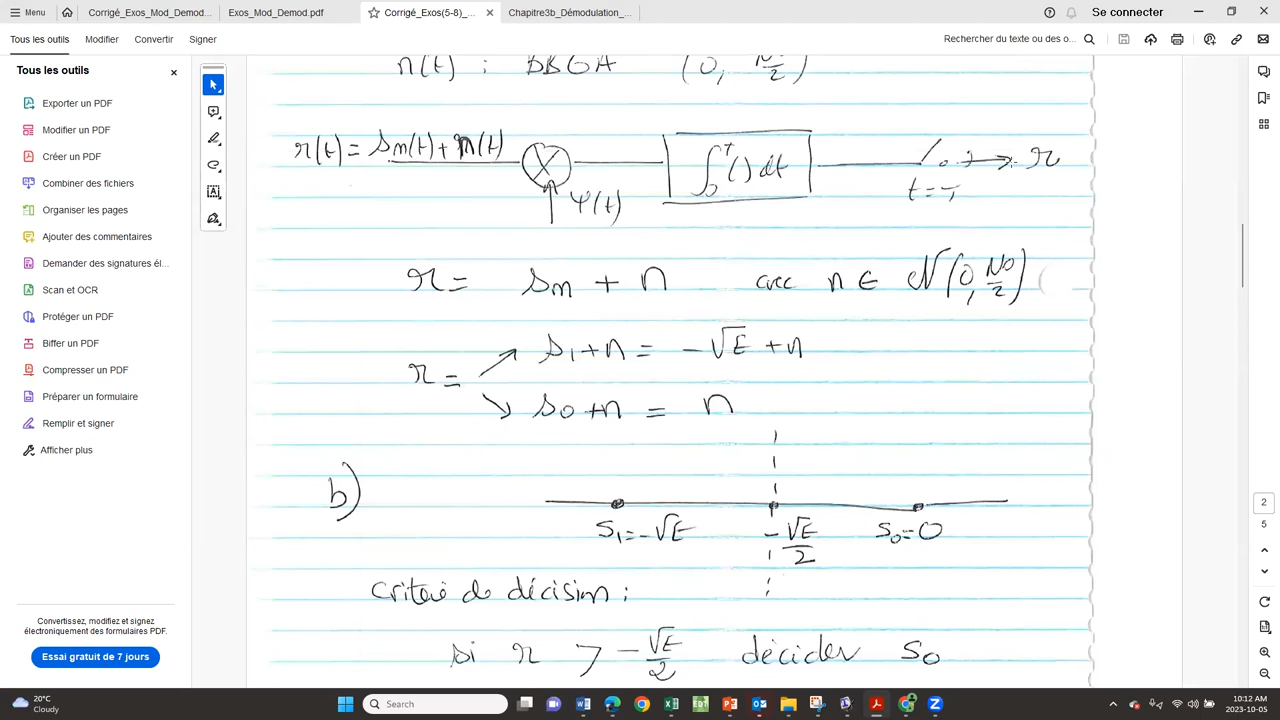 Menu
Corrigé_Exos_Mod_Demod...
Exos_Mod_Demod.pdf
Corrigé_Exos(5-8)_...
Chapitre3b_Démodulation_...
Se connecter
Tous les outils Modifier Convertir Signer
Rechercher du texte ou des o...
Tous les outils
Exporter un PDF
Modifier un PDF
Créer un PDF
Combiner des fichiers
Organiser les pages
Ajouter des commentaires
Demander des signatures él...
Scan et OCR
Protéger un PDF
Biffer un PDF
Compresser un PDF
Préparer un formulaire
Remplir et signer
Afficher plus
Convertissez, modifiez et signez
électroniquement des formulaires PDF.
Essai gratuit de 7 jours
n(t) : BBGA (0, N0/2)
r(t) = sm(t) + n(t) X ∫0^T () dt t=T r
Ψ(t)
r = sm + n avec n ∈ N(0, N0/2)
r =
s1+n = -√E +n
s0+n = n
b)
s1=-√E -√E/2 s0=0
Critère de décision :
si r > -√E/2 décider s0
2
5
20°C
Cloudy
Search
10:12 AM
2023-10-05